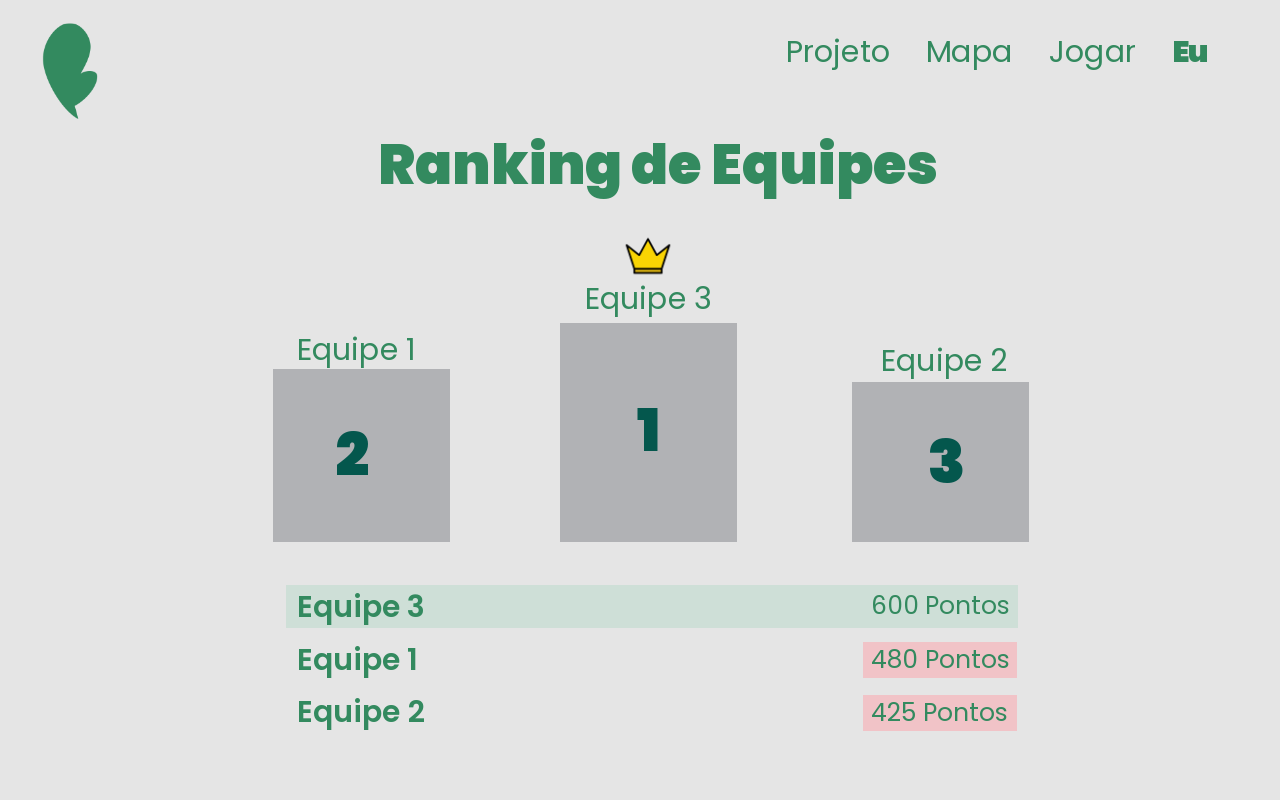 Projeto Mapa Jogar Eu
Ranking de Equipes
Equipe 3
Equipe 1
Equipe 2
2
1
3
Equipe 3 600 Pontos
Equipe 1 480 Pontos
Equipe 2 425 Pontos